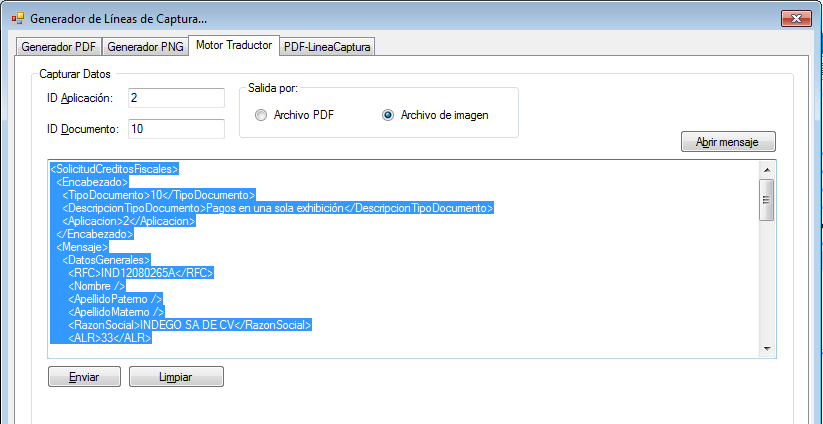 Generador de Líneas de Captura...
Generador PDF Generador PNG Motor Traductor PDF-LineaCaptura
Capturar Datos
ID Aplicación: 2
ID Documento: 10
Salida por:
Archivo PDF Archivo de imagen
Abrir mensaje
<SolicitudCreditosFiscales>
<Encabezado>
<TipoDocumento>10</TipoDocumento>
<DescripcionTipoDocumento>Pagos en una sola exhibición</DescripcionTipoDocumento>
<Aplicacion>2</Aplicacion>
</Encabezado>
<Mensaje>
<DatosGenerales>
<RFC>IND12080265A</RFC>
<Nombre />
<ApellidoPaterno />
<ApellidoMaterno />
<RazonSocial>INDEGO SA DE CV</RazonSocial>
<ALR>33</ALR>
Enviar Limpiar